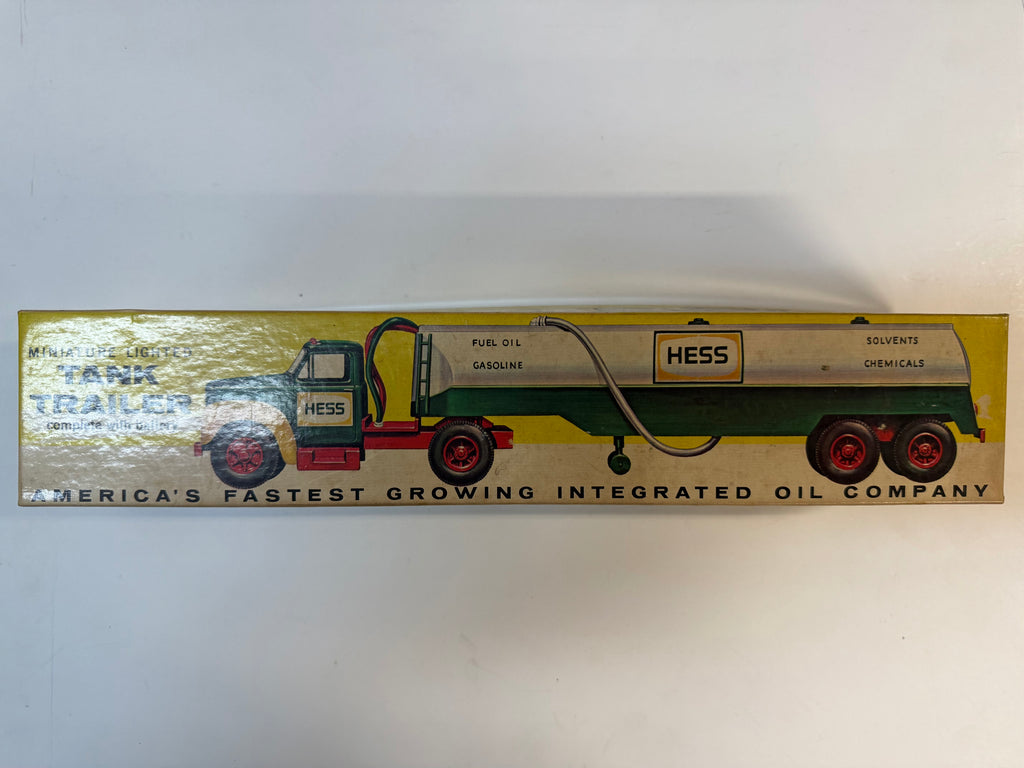 MINIATURE LIGHTED
TANK
TRAILER
complete with battery
HESS
FUEL OIL
GASOLINE
HESS
SOLVENTS
CHEMICALS
AMERICA'S FASTEST GROWING INTEGRATED OIL COMPANY